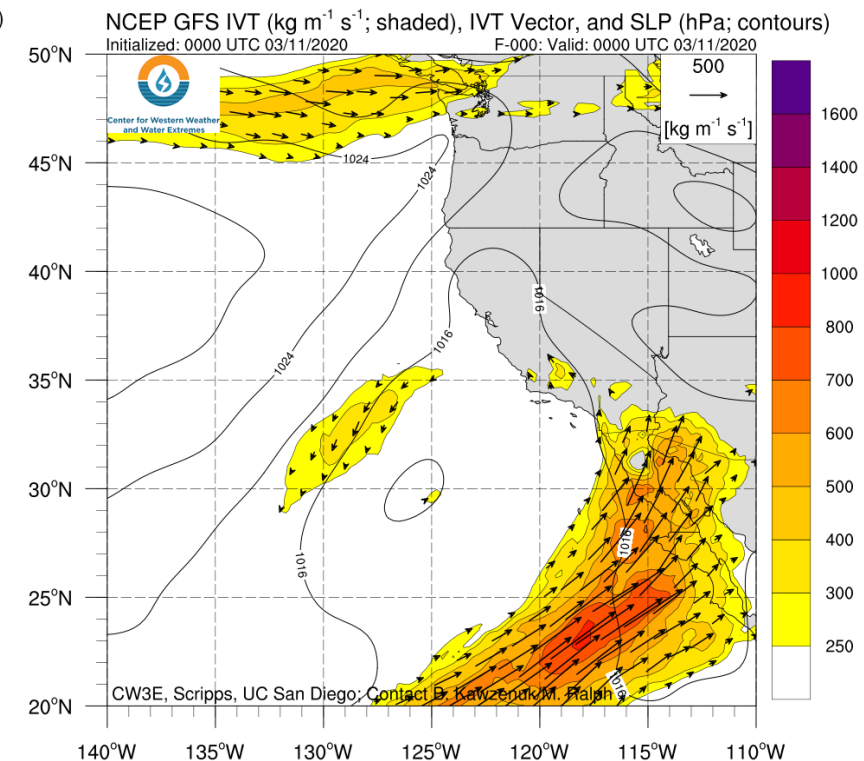 )
NCEP GFS IVT (kg m⁻¹ s⁻¹; shaded), IVT Vector, and SLP (hPa; contours)
Initialized: 0000 UTC 03/11/2020 F-000: Valid: 0000 UTC 03/11/2020
50°N
Center for Western Weather
and Water Extremes
500
[kg m⁻¹ s⁻¹]
45°N
1024
1024
40°N
1016
1016
1024
35°N
30°N
1016
1016
25°N
1016
CW3E, Scripps, UC San Diego; Contact B. Kawzenuk/M. Ralph
20°N
140°W 135°W 130°W 125°W 120°W 115°W 110°W
1600
1400
1200
1000
800
700
600
500
400
300
250